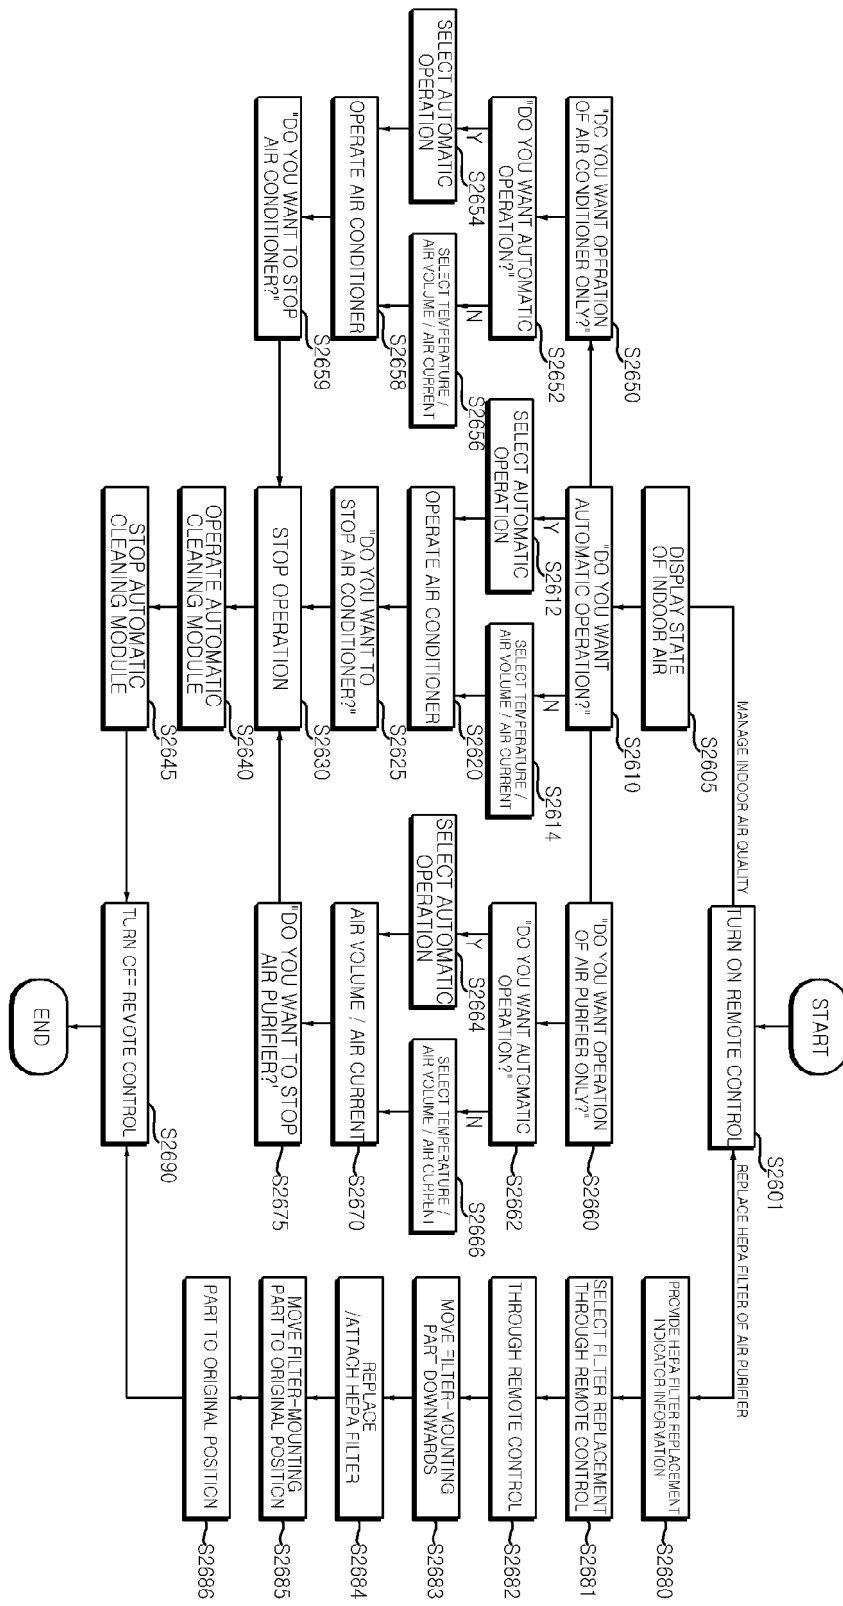 START
TURN ON REMOTE CONTROL
S2601
MANAGE INDOOR AIR QUALITY
REPLACE HEPA FILTER OF AIR PURIFIER
DISPLAY STATE
OF INDOOR AIR
S2605
"DO YOU WANT
AUTOMATIC OPERATION?"
S2610
Y
N
SELECT AUTOMATIC
OPERATION
S2612
SELECT TEMPERATURE /
AIR VOLUME / AIR CURRENT
S2614
OPERATE AIR CONDITIONER
S2620
"DO YOU WANT TO
STOP AIR CONDITIONER?"
S2625
STOP OPERATION
S2630
OPERATE AUTOMATIC
CLEANING MODULE
S2640
STOP AUTOMATIC
CLEANING MODULE
S2645
"DO YOU WANT OPERATION
OF AIR CONDITIONER ONLY?"
S2650
"DO YOU WANT AUTOMATIC
OPERATION?"
S2652
Y
N
SELECT AUTOMATIC
OPERATION
S2654
SELECT TEMPERATURE /
AIR VOLUME / AIR CURRENT
S2656
OPERATE AIR CONDITIONER
S2658
"DO YOU WANT TO STOP
AIR CONDITIONER?"
S2659
"DO YOU WANT OPERATION
OF AIR PURIFIER ONLY?"
S2660
"DO YOU WANT AUTOMATIC
OPERATION?"
S2662
Y
N
SELECT AUTOMATIC
OPERATION
S2664
SELECT TEMPERATURE /
AIR VOLUME / AIR CURRENT
S2666
AIR VOLUME / AIR CURRENT
S2670
"DO YOU WANT TO STOP
AIR PURIFIER?'
S2675
PROVIDE HEPA FILTER REPLACEMENT
INDICATOR INFORMATION
S2680
SELECT FILTER REPLACEMENT
THROUGH REMOTE CONTROL
S2681
THROUGH REMOTE CONTROL
S2682
MOVE FILTER-MOUNTING
PART DOWNWARDS
S2683
REPLACE
/ATTACH HEPA FILTER
S2684
MOVE FILTER-MOUNTING
PART TO ORIGINAL POSITION
S2685
PART TO ORIGINAL POSITION
S2686
TURN OFF REMOTE CONTROL
S2690
END